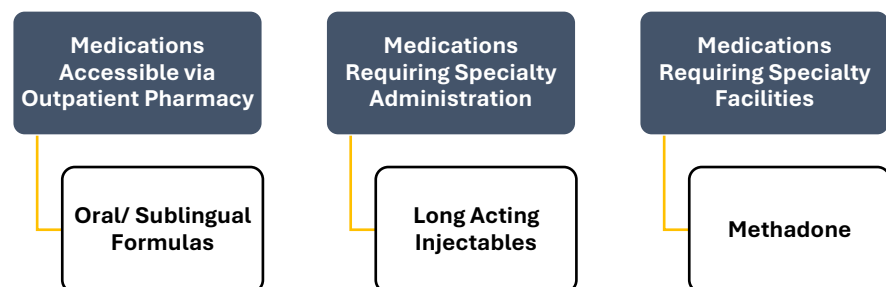 Medications
Accessible via
Outpatient Pharmacy
Oral/ Sublingual
Formulas
Medications
Requiring Specialty
Administration
Long Acting
Injectables
Medications
Requiring Specialty
Facilities
Methadone